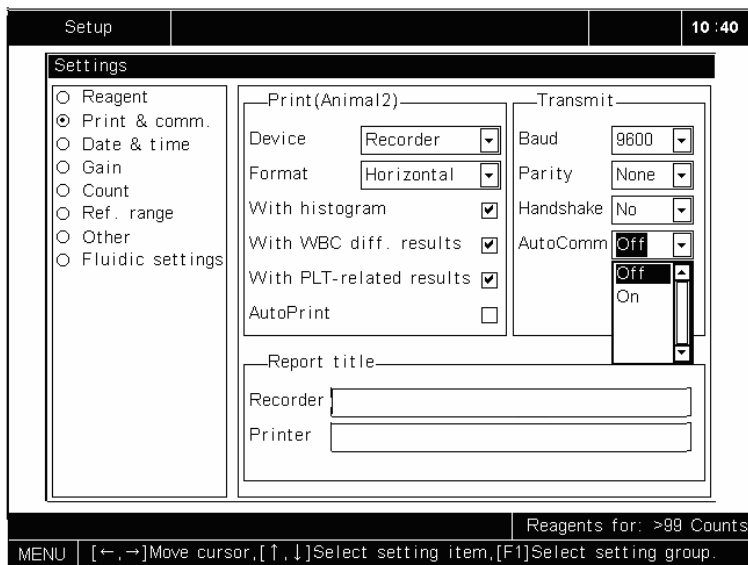 Setup
10:40
Settings
Reagent
Print & comm.
Date & time
Gain
Count
Ref. range
Other
Fluidic settings
Print(Animal2)
Device Recorder
Format Horizontal
With histogram
With WBC diff. results
With PLT-related results
AutoPrint
Transmit
Baud 9600
Parity None
Handshake No
AutoComm Off
Off
On
Report title
Recorder
Printer
Reagents for: >99 Counts
MENU [←,→]Move cursor,[↑,↓]Select setting item,[F1]Select setting group.